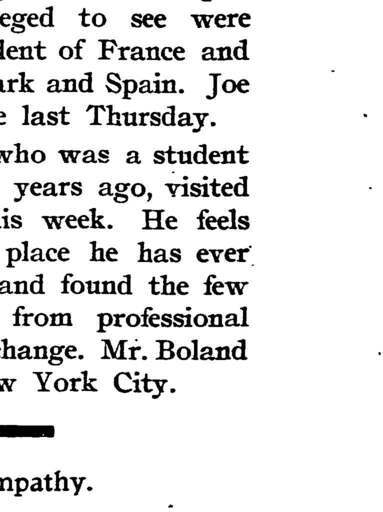 eged to see were
dent of France and
ark and Spain. Joe
e last Thursday.
who was a student
years ago, visited
is week. He feels
place he has ever
and found the few
from professional
change. Mr. Boland
w York City.
mpathy.